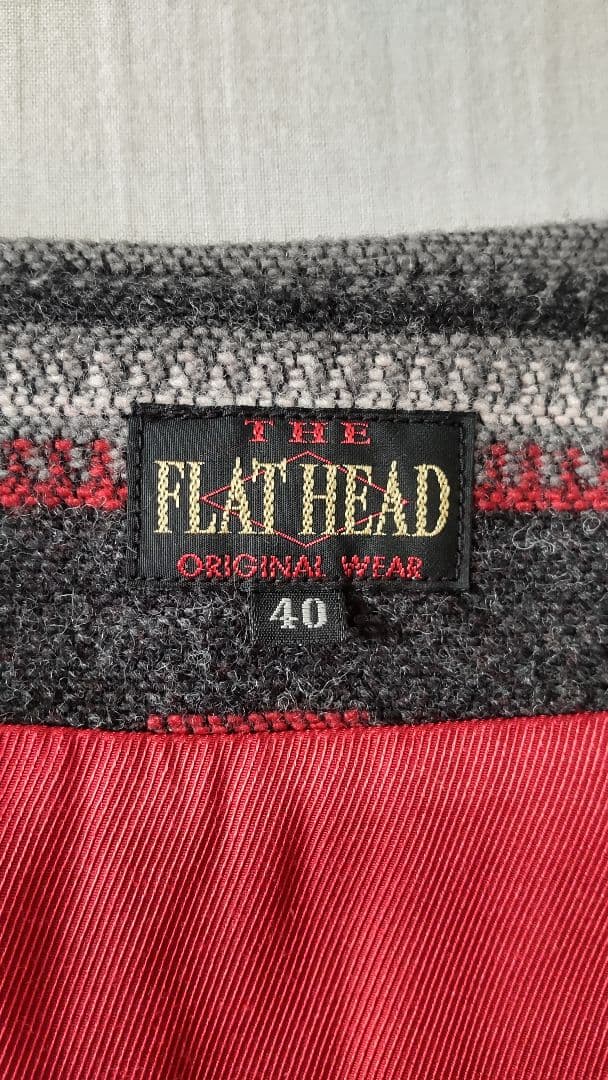 THE
FLAT HEAD
ORIGINAL WEAR
40